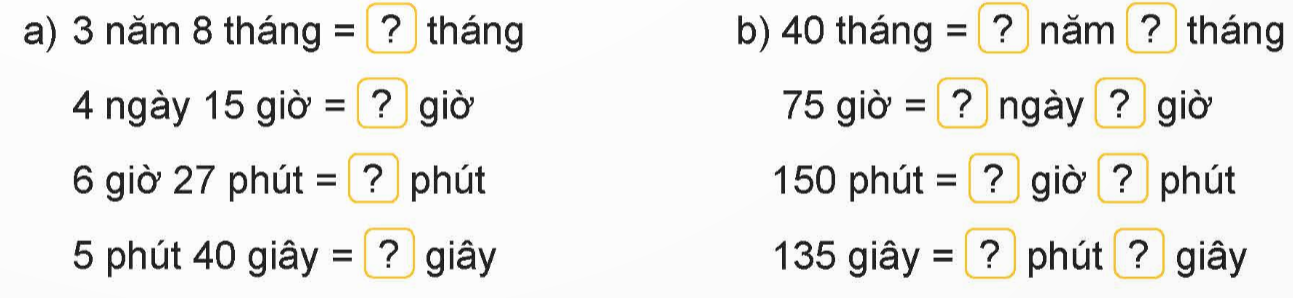 a) 3 năm 8 tháng = ? tháng
4 ngày 15 giờ = ? giờ
6 giờ 27 phút = ? phút
5 phút 40 giây = ? giây
b) 40 tháng = ? năm ? tháng
75 giờ = ? ngày ? giờ
150 phút = ? giờ ? phút
135 giây = ? phút ? giây